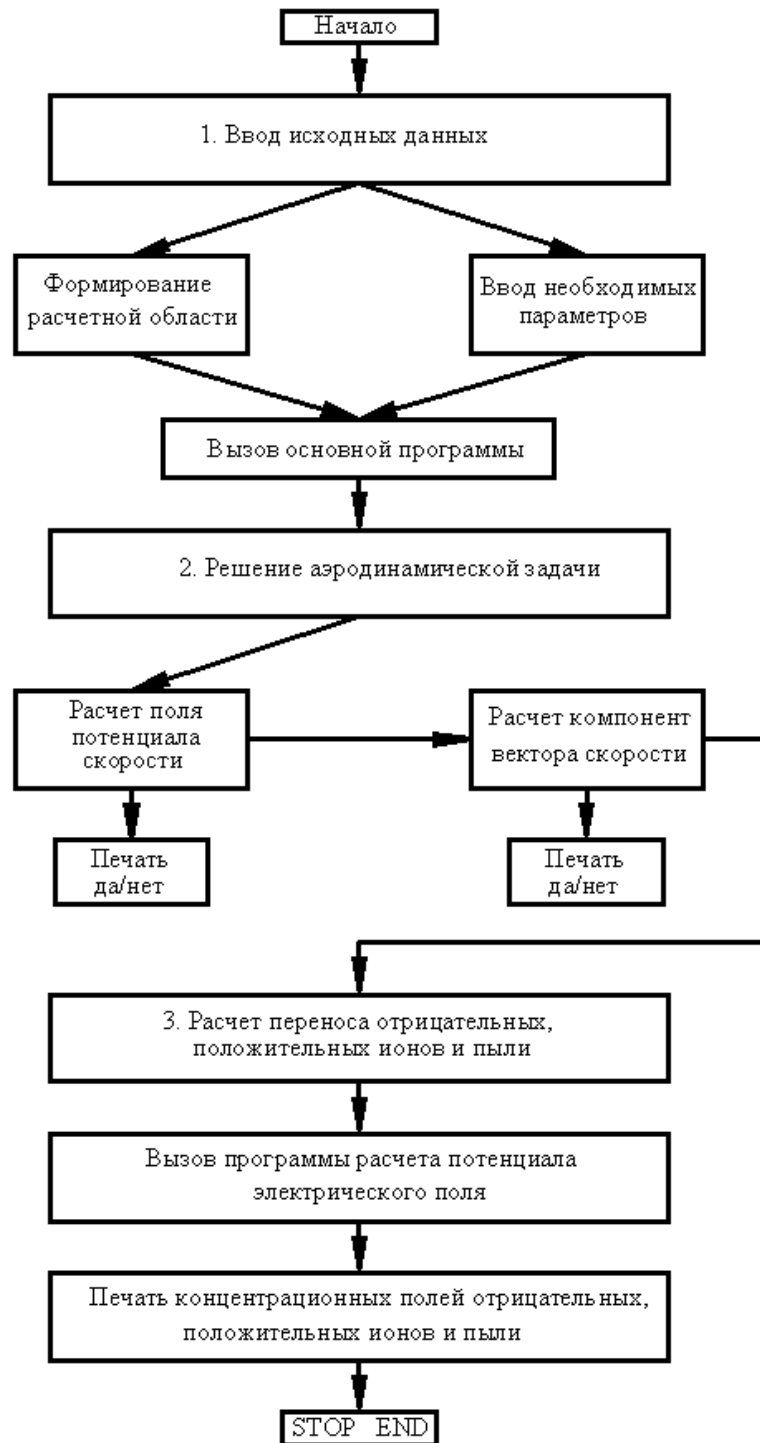 Начало
1. Ввод исходных данных
Формирование
расчетной области
Ввод необходимых
параметров
Вызов основной программы
2. Решение аэродинамической задачи
Расчет поля
потенциала
скорости
Расчет компонент
вектора скорости
Печать
да/нет
Печать
да/нет
3. Расчет переноса отрицательных,
положительных ионов и пыли
Вызов программы расчета потенциала
электрического поля
Печать концентрационных полей отрицательных,
положительных ионов и пыли
STOP END